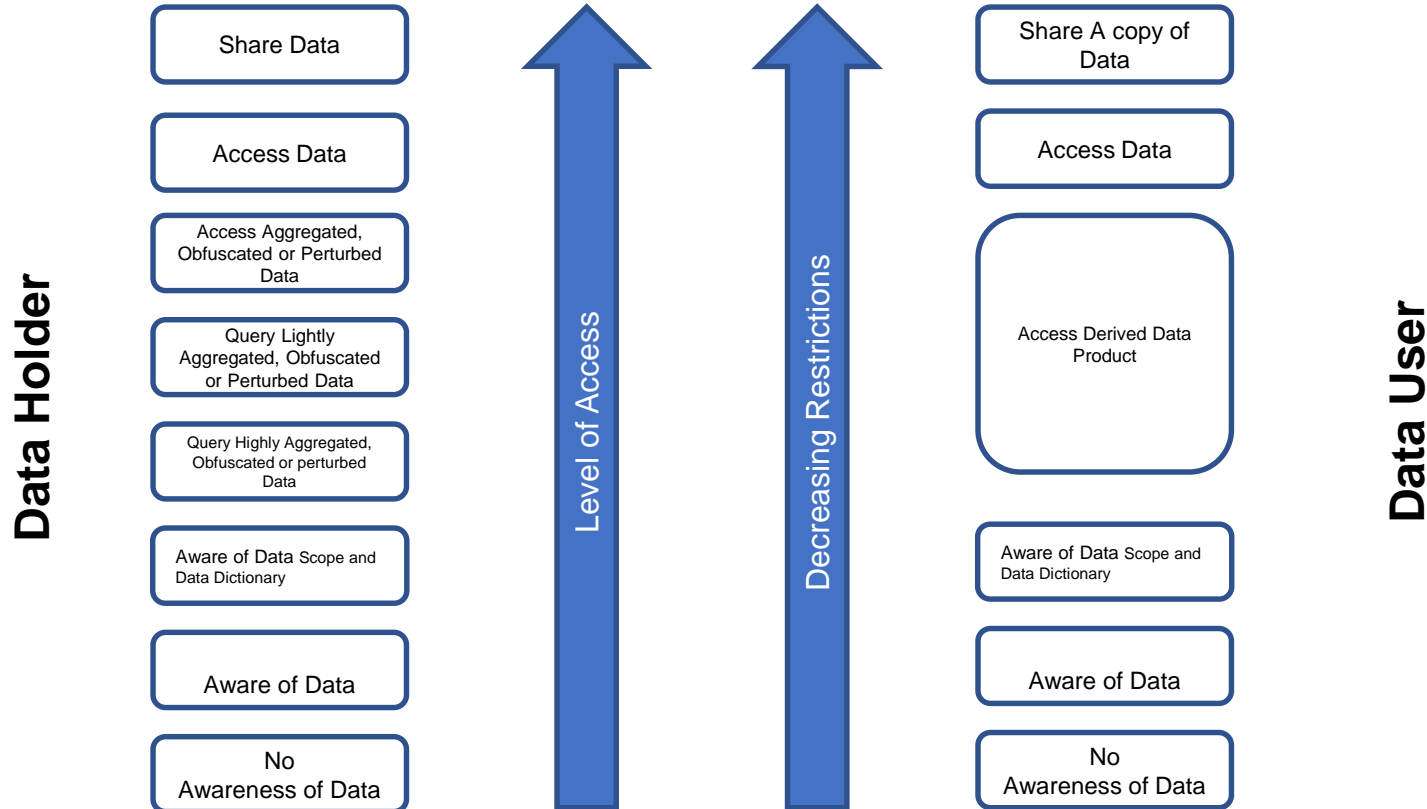 Data Holder
Share Data
Access Data
Access Aggregated,
Obfuscated or Perturbed
Data
Query Lightly
Aggregated, Obfuscated
or Perturbed Data
Query Highly Aggregated,
Obfuscated or perturbed
Data
Aware of Data Scope and
Data Dictionary
Aware of Data
No
Awareness of Data
Level of Access
Decreasing Restrictions
Share A copy of
Data
Access Data
Access Derived Data
Product
Aware of Data Scope and
Data Dictionary
Aware of Data
No
Awareness of Data
Data User